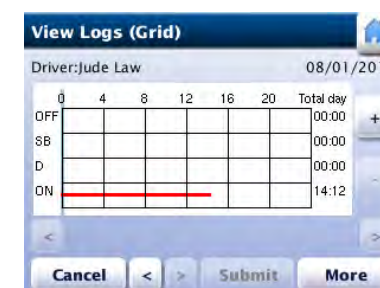 View Logs (Grid)
Driver:Jude Law 08/01/20
0 4 8 12 16 20 Total day
OFF 00:00
SB 00:00
D 00:00
ON 14:12
+
-
< >
Cancel < > Submit More